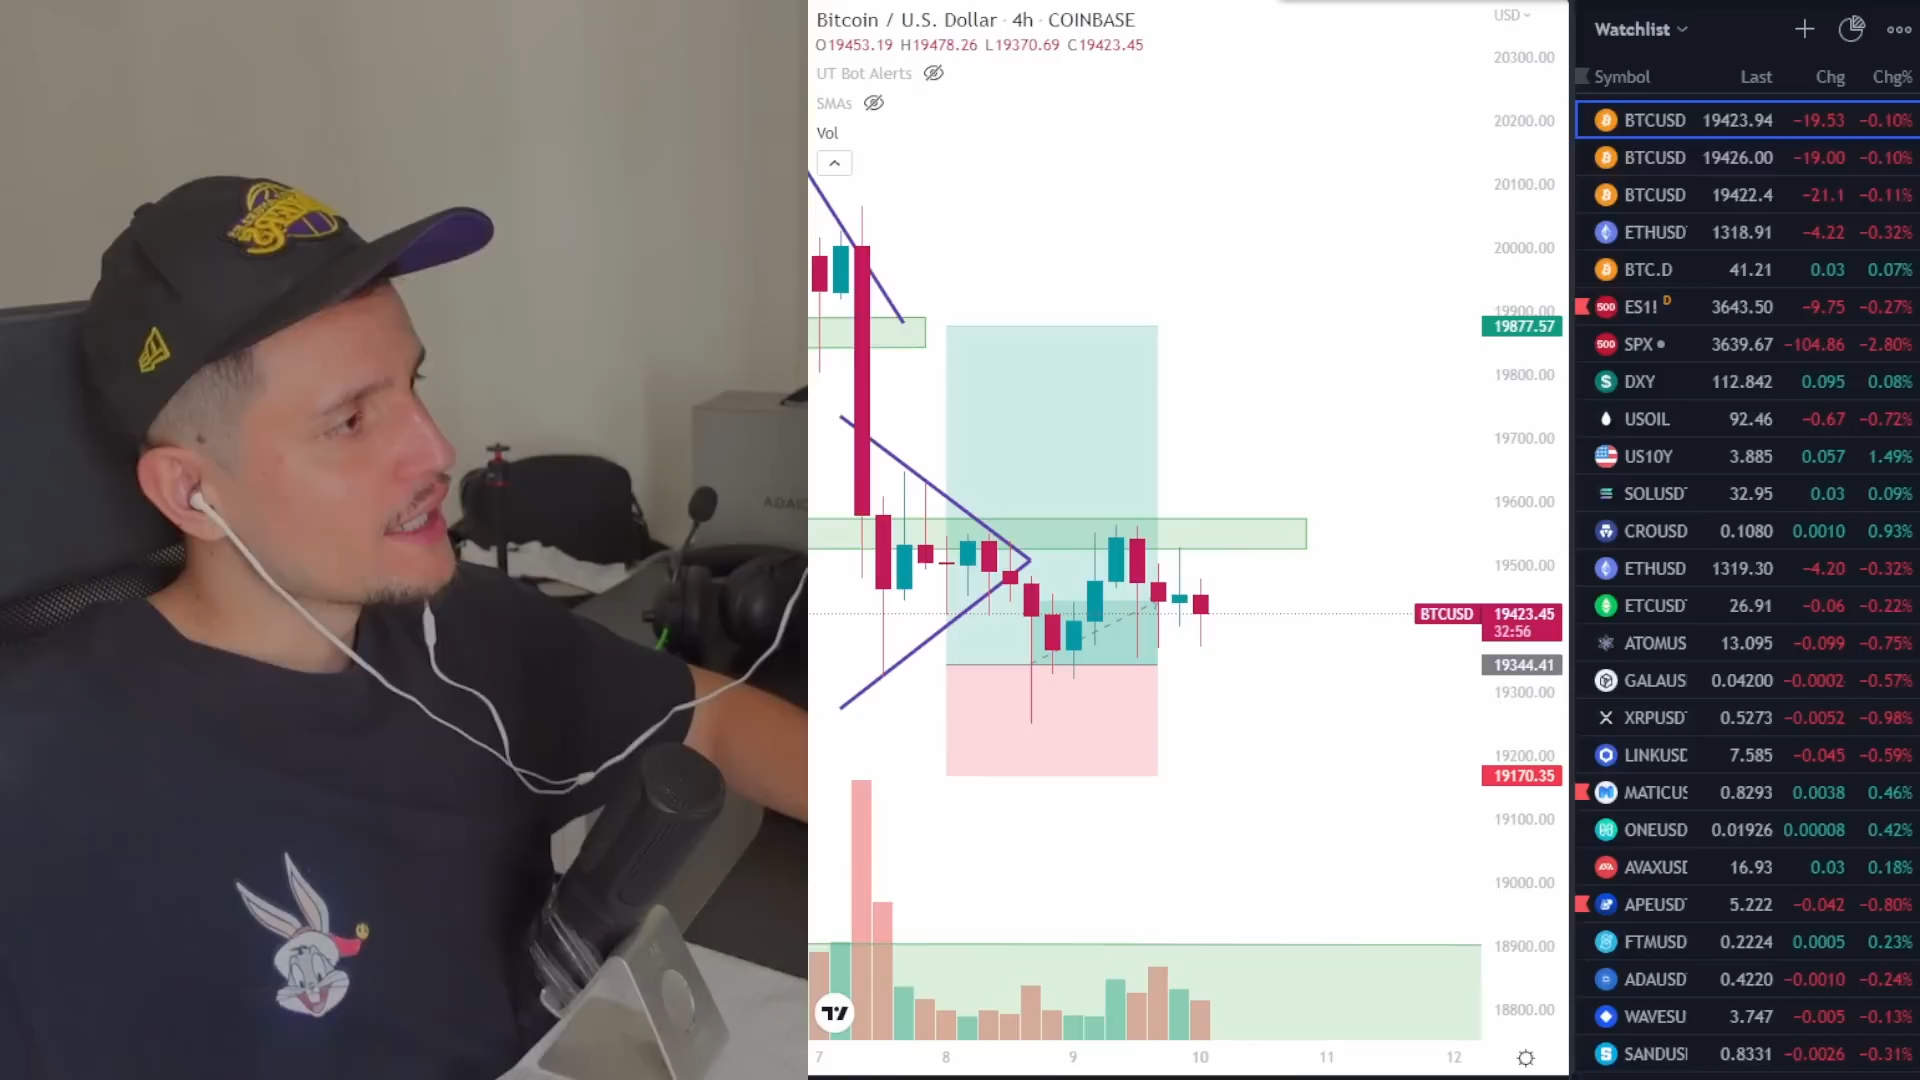 Bitcoin / U.S. Dollar · 4h · COINBASE
O19453.19 H19478.26 L19370.69 C19423.45
UT Bot Alerts
SMAs
Vol
USD
20300.00
20200.00
20100.00
20000.00
19900.00
19877.57
19800.00
19700.00
19600.00
19500.00
BTCUSD 19423.45
32:56
19344.41
19300.00
19200.00
19170.35
19100.00
19000.00
18900.00
18800.00
7 8 9 10 11 12
Watchlist
Symbol Last Chg Chg%
BTCUSD 19423.94 −19.53 −0.10%
BTCUSD 19426.00 −19.00 −0.10%
BTCUSD 19422.4 −21.1 −0.11%
ETHUSD 1318.91 −4.22 −0.32%
BTC.D 41.21 0.03 0.07%
500 ES1! D 3643.50 −9.75 −0.27%
500 SPX 3639.67 −104.86 −2.80%
DXY 112.842 0.095 0.08%
USOIL 92.46 −0.67 −0.72%
US10Y 3.885 0.057 1.49%
SOLUSD 32.95 0.03 0.09%
CROUSD 0.1080 0.0010 0.93%
ETHUSD 1319.30 −4.20 −0.32%
ETCUSD 26.91 −0.06 −0.22%
ATOMUS 13.095 −0.099 −0.75%
GALAUS 0.04200 −0.0002 −0.57%
XRPUSD 0.5273 −0.0052 −0.98%
LINKUSD 7.585 −0.045 −0.59%
MATICUS 0.8293 0.0038 0.46%
ONEUSD 0.01926 0.00008 0.42%
AVAXUSD 16.93 0.03 0.18%
APEUSD 5.222 −0.042 −0.80%
FTMUSD 0.2224 0.0005 0.23%
ADAUSD 0.4220 −0.0010 −0.24%
WAVESU 3.747 −0.005 −0.13%
SANDUSD 0.8331 −0.0026 −0.31%